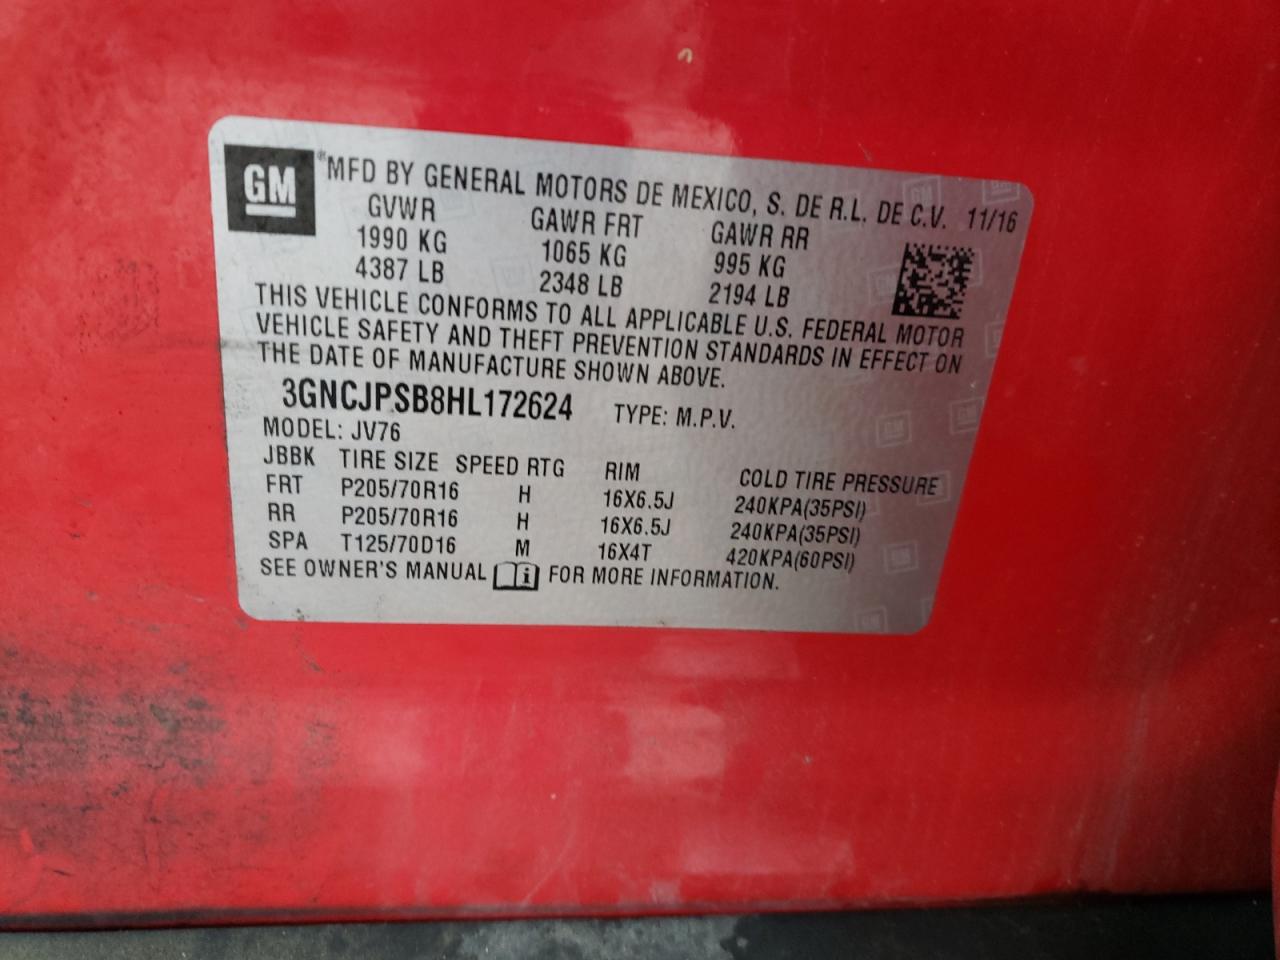 GM ®MFD BY GENERAL MOTORS DE MEXICO, S. DE R.L. DE C.V. 11/16
GVWR GAWR FRT GAWR RR
1990 KG 1065 KG 995 KG
4387 LB 2348 LB 2194 LB
THIS VEHICLE CONFORMS TO ALL APPLICABLE U.S. FEDERAL MOTOR
VEHICLE SAFETY AND THEFT PREVENTION STANDARDS IN EFFECT ON
THE DATE OF MANUFACTURE SHOWN ABOVE.
3GNCJPSB8HL172624 TYPE: M.P.V.
MODEL: JV76
JBBK TIRE SIZE SPEED RTG RIM COLD TIRE PRESSURE
FRT P205/70R16 H 16X6.5J 240KPA(35PSI)
RR P205/70R16 H 16X6.5J 240KPA(35PSI)
SPA T125/70D16 M 16X4T 420KPA(60PSI)
SEE OWNER'S MANUAL i FOR MORE INFORMATION.